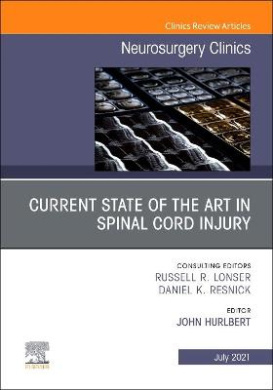 Clinics Review Articles
Neurosurgery Clinics
CURRENT STATE OF THE ART IN
SPINAL CORD INJURY
CONSULTING EDITORS
RUSSELL R. LONSER
DANIEL K. RESNICK
EDITOR
JOHN HURLBERT
ELSEVIER
July 2021